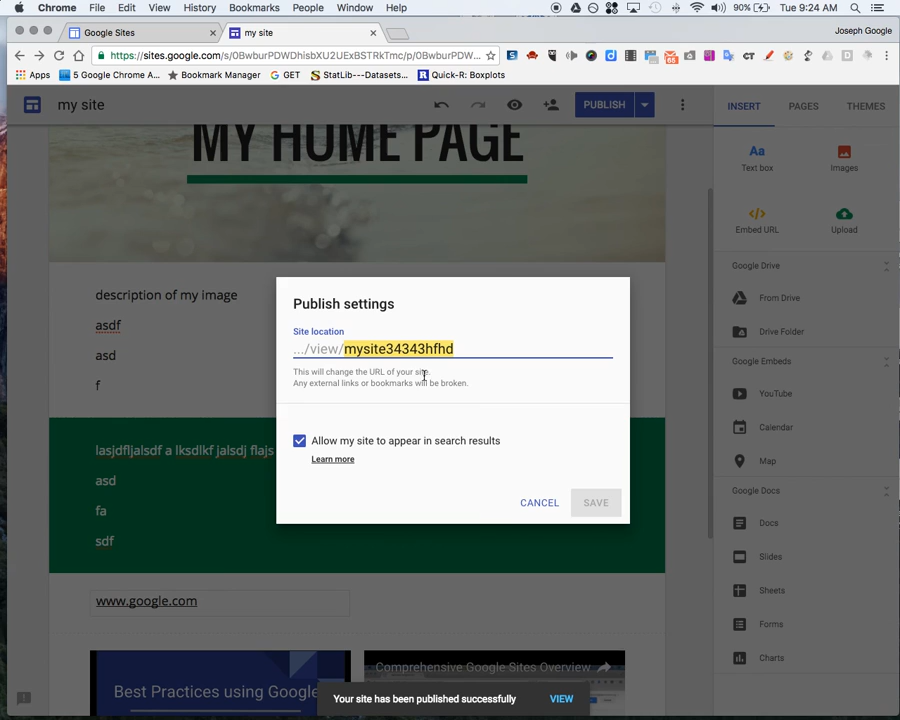 Chrome File Edit View History Bookmarks People Window Help 90% Tue 9:24 AM
Google Sites my site Joseph Google
https://sites.google.com/s/0BwburPDWDhisbXU2UExBSTRkTmc/p/0BwburPDW...
Apps 5 Google Chrome A... Bookmark Manager GET StatLib---Datasets... Quick-R: Boxplots
my site PUBLISH INSERT PAGES THEMES
MY HOME PAGE
Text box Images
Embed URL Upload
Google Drive
From Drive
Drive Folder
Google Embeds
YouTube
Calendar
Map
Google Docs
Docs
Slides
Sheets
Forms
Charts
description of my image
asdf
asd
f
lasjdfljalsdf a lksdlkf jalsdj flajs
asd
fa
sdf
www.google.com
Best Practices using Google
Comprehensive Google Sites Overview
Publish settings
Site location
.../view/mysite34343hfhd
This will change the URL of your site.
Any external links or bookmarks will be broken.
Allow my site to appear in search results
Learn more
CANCEL SAVE
Your site has been published successfully VIEW